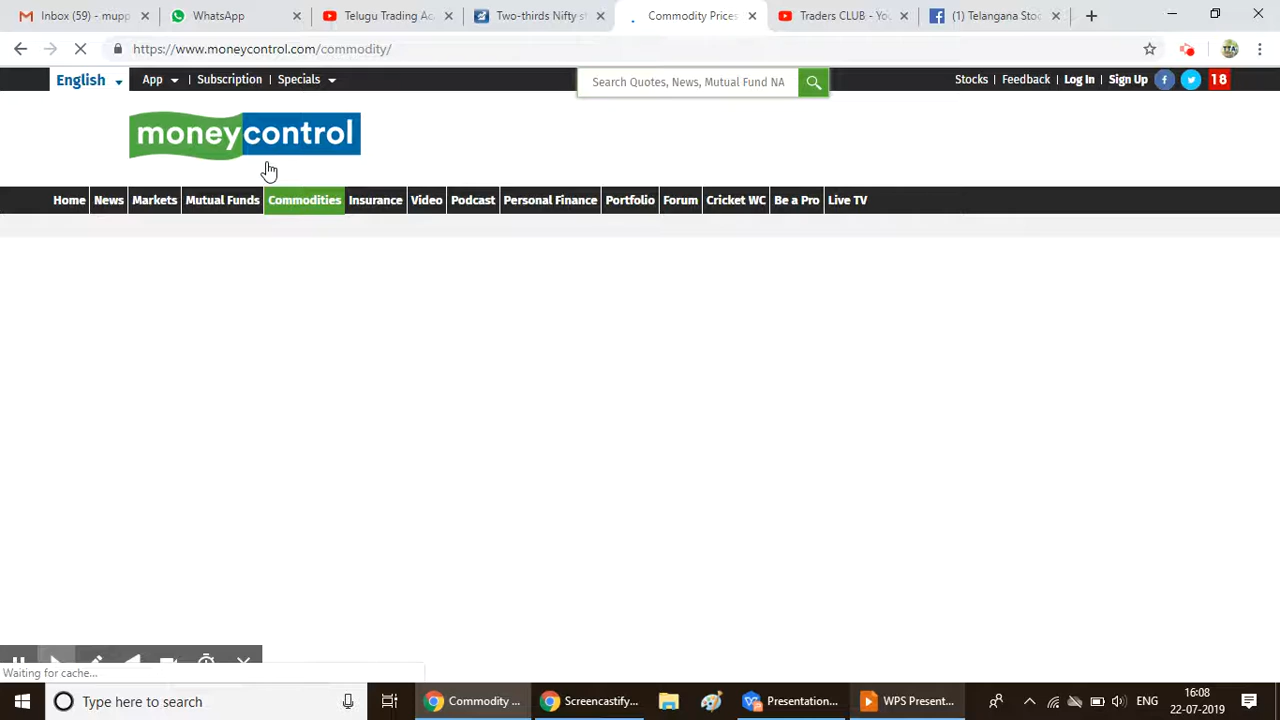 Inbox (59) - mupp
WhatsApp
Telugu Trading Ac
Two-thirds Nifty st
Commodity Prices
Traders CLUB - Yo
(1) Telangana Stoc
https://www.moneycontrol.com/commodity/
English
App
Subscription
Specials
Search Quotes, News, Mutual Fund NA
Stocks
Feedback
Log In
Sign Up
18
moneycontrol
Home
News
Markets
Mutual Funds
Commodities
Insurance
Video
Podcast
Personal Finance
Portfolio
Forum
Cricket WC
Be a Pro
Live TV
Waiting for cache...
Type here to search
Commodity ...
Screencastify...
Presentation...
WPS Present...
ENG
16:08
22-07-2019